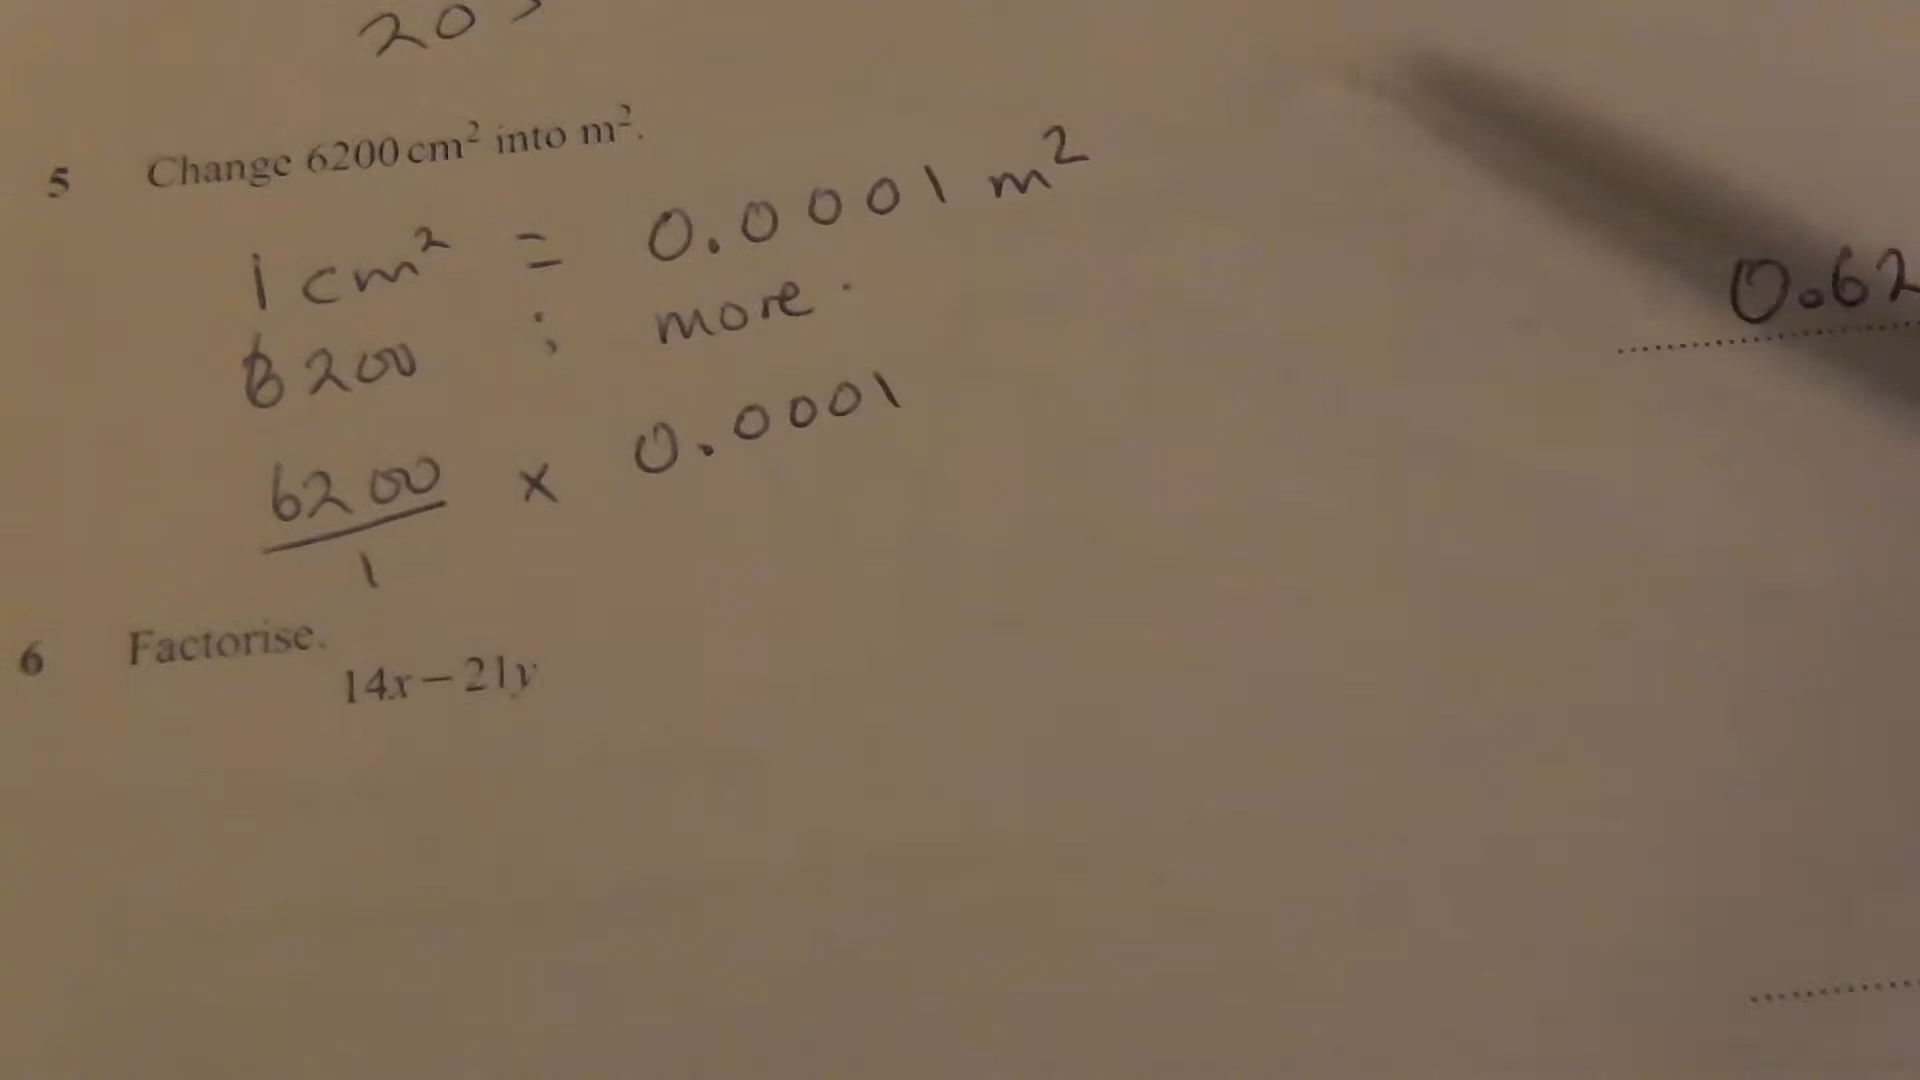 20
5 Change 6200 cm² into m².
1 cm² = 0.0001 m²
6200 : more.
0.62
6200/1 × 0.0001
6 Factorise.
14x − 21y